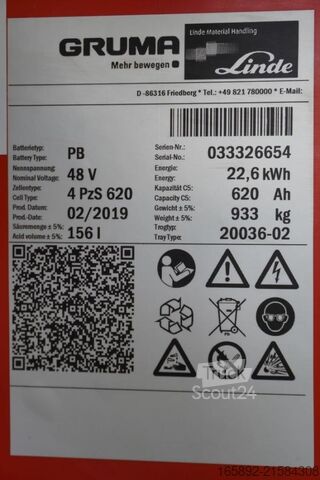 GRUMA
Mehr bewegen
Linde Material Handling
Linde
D -86316 Friedberg * Tel.: +49 821 780000 * E-Mail:
Batterietyp:
Battery Type: PB
Serien-Nr.:
Serial-No.: 033326654
Nennspannung
Nominal Voltage: 48 V
Energie:
Energy: 22,6 kWh
Zellentype:
Cell Type: 4 PzS 620
Kapazität C5:
Capacity C5: 620 Ah
Prod. Datum:
Prod.-Date: 02/2019
Gewicht ± 5%:
Weight ± 5%: 933 kg
Säuremenge ± 5%:
Acid volume ± 5%: 156 l
Trogtyp:
Tray Type: 20036-02
Pb
Truck
Scout24
165892-21584308